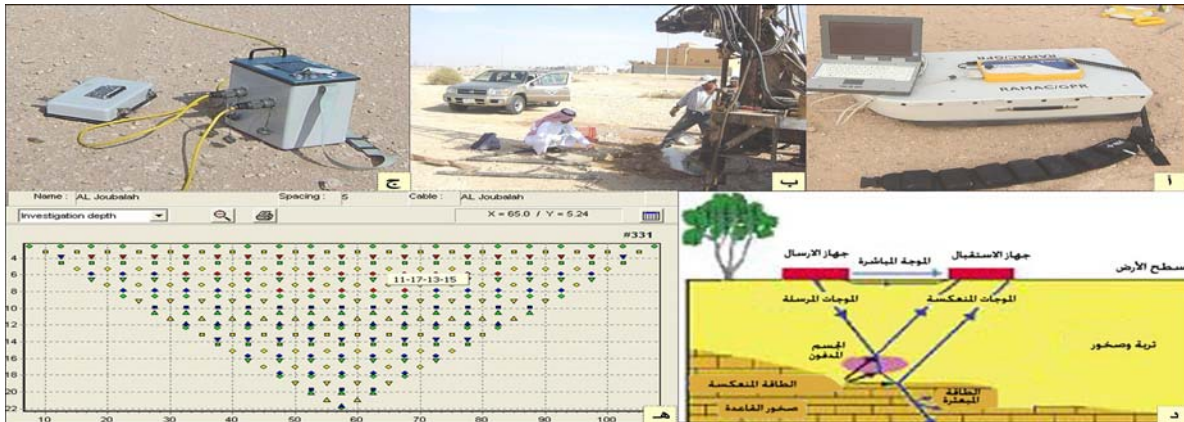 ج
ب
RAMAC/GPR
RAMAC/GPR
أ
Name : AL Joubalah Spacing : 5 Cable : AL Joubalah
Investigation depth X = 65.0 / Y = 5.24
#331
11-17-13-15
4
6
8
10
12
14
16
18
20
22
10 20 30 40 50 60 70 80 90 100
هـ
جهاز الارسال الموجة المباشرة جهاز الاستقبال
سطح الأرض
الموجات المرسلة الموجات المنعكسة
الجسم
المدفون
تربة وصخور
الطاقة المنعكسة
الطاقة
المبعثرة
صخور القاعدة
د